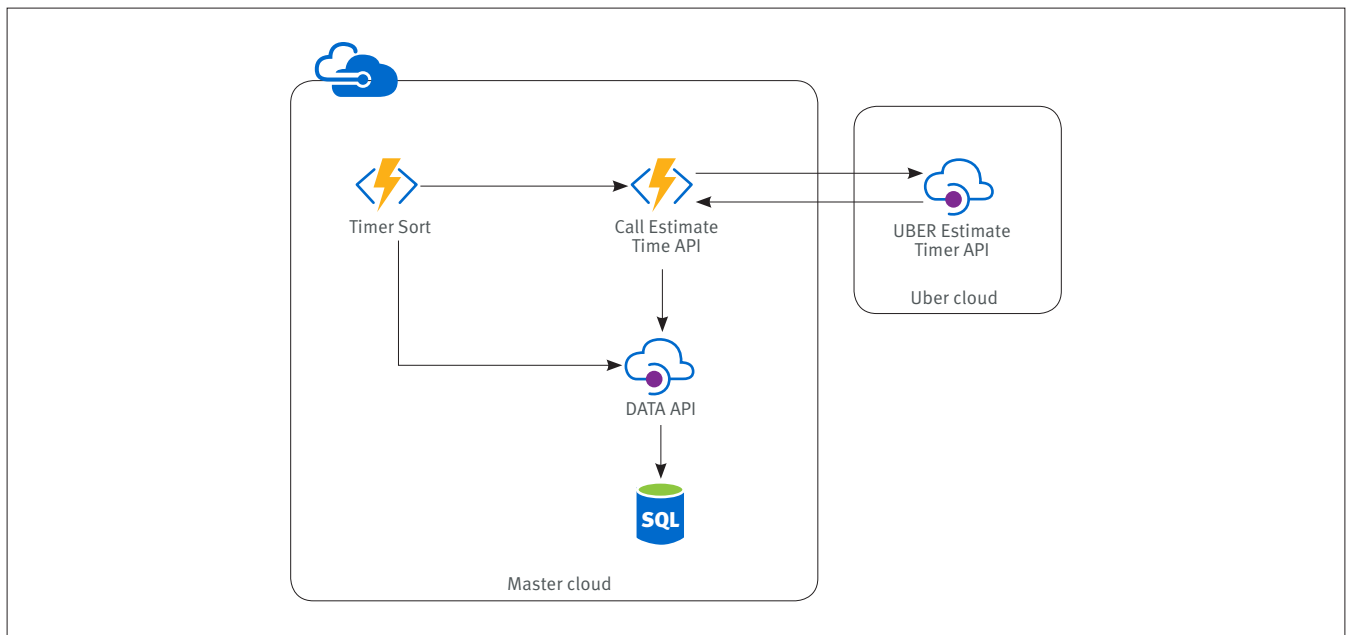 Timer Sort
Call Estimate
Time API
UBER Estimate
Timer API
Uber cloud
DATA API
SQL
Master cloud